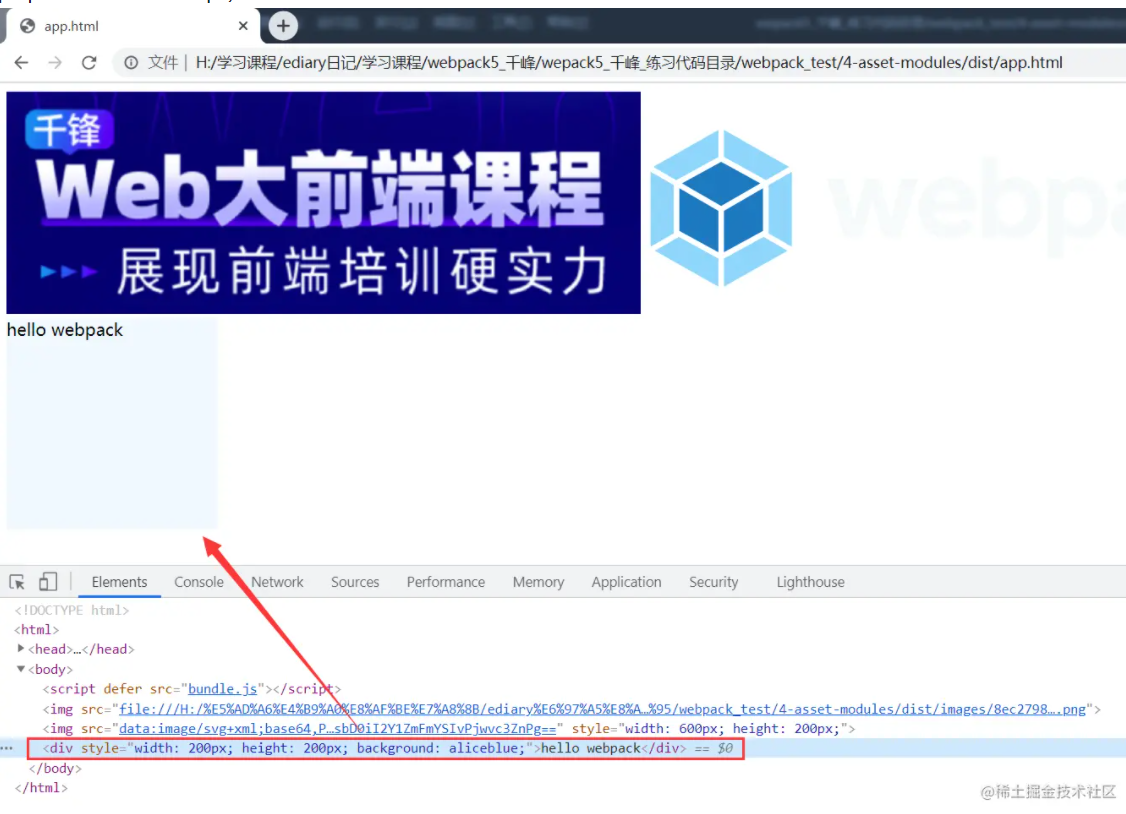 app.html
文件 | H:/学习课程/ediary日记/学习课程/webpack5_千峰/wepack5_千峰_练习代码目录/webpack_test/4-asset-modules/dist/app.html
千锋
Web大前端课程
展现前端培训硬实力
webpa
hello webpack
Elements Console Network Sources Performance Memory Application Security Lighthouse
<!DOCTYPE html>
<html>
<head>…</head>
<body>
<script defer src="bundle.js"></script>
<img src="file:///H:/%E5%AD%A6%E4%B9%A0%E8%AF%BE%E7%A8%8B/ediary%E6%97%A5%E8%A…%95/webpack_test/4-asset-modules/dist/images/8ec2798….png">
<img src="data:image/svg+xml;base64,P…sbD0iI2Y1ZmFmYSIvPjwvc3ZnPg==" style="width: 600px; height: 200px;">
<div style="width: 200px; height: 200px; background: aliceblue;">hello webpack</div> == $0
</body>
</html>
@稀土掘金技术社区